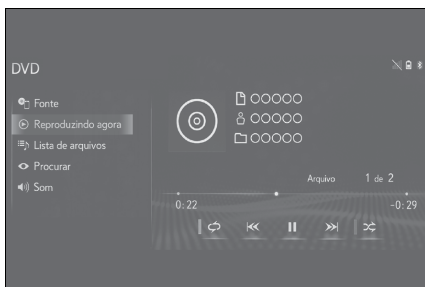 DVD
Fonte
Reproduzindo agora
Lista de arquivos
Procurar
Som
OOOOO
OOOOO
OOOOO
Arquivo 1 de 2
0:22 -0:29